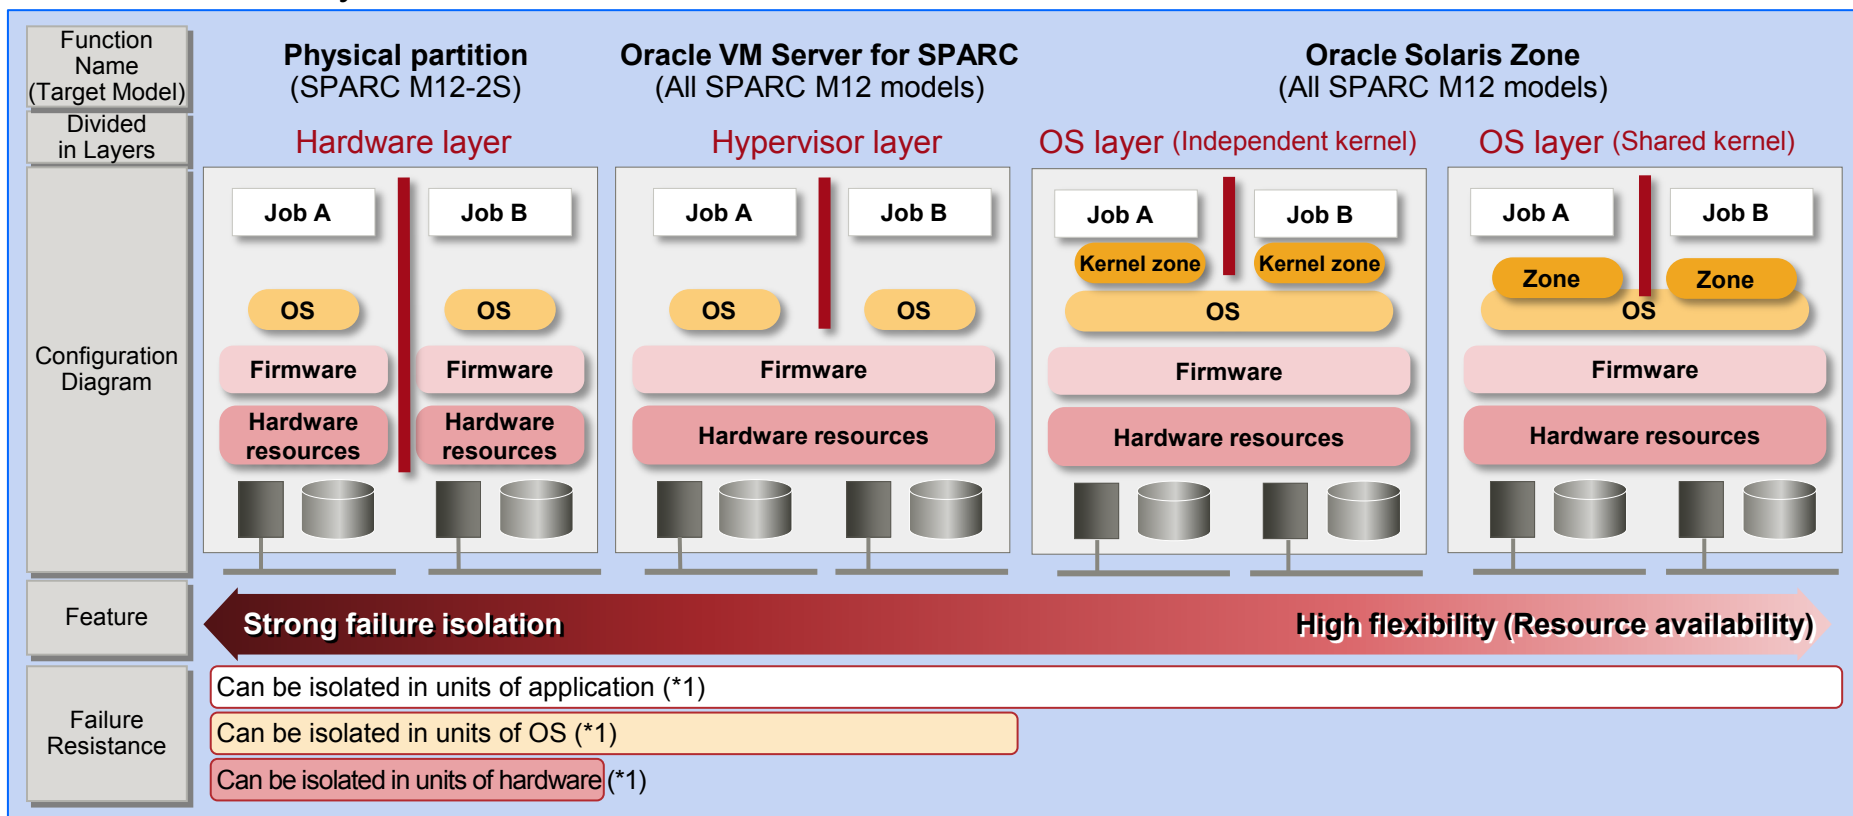 Function
Name
(Target Model)
Physical partition
(SPARC M12-2S)
Oracle VM Server for SPARC
(All SPARC M12 models)
Oracle Solaris Zone
(All SPARC M12 models)
Divided
in Layers
Hardware layer
Hypervisor layer
OS layer (Independent kernel)
OS layer (Shared kernel)
Configuration
Diagram
Job A
Job B
OS
OS
Firmware
Firmware
Hardware
resources
Hardware
resources
Job A
Job B
OS
OS
Firmware
Hardware resources
Job A
Job B
Kernel zone
Kernel zone
OS
Firmware
Hardware resources
Job A
Job B
Zone
Zone
OS
Firmware
Hardware resources
Feature
Strong failure isolation
High flexibility (Resource availability)
Failure
Resistance
Can be isolated in units of application (*1)
Can be isolated in units of OS (*1)
Can be isolated in units of hardware (*1)